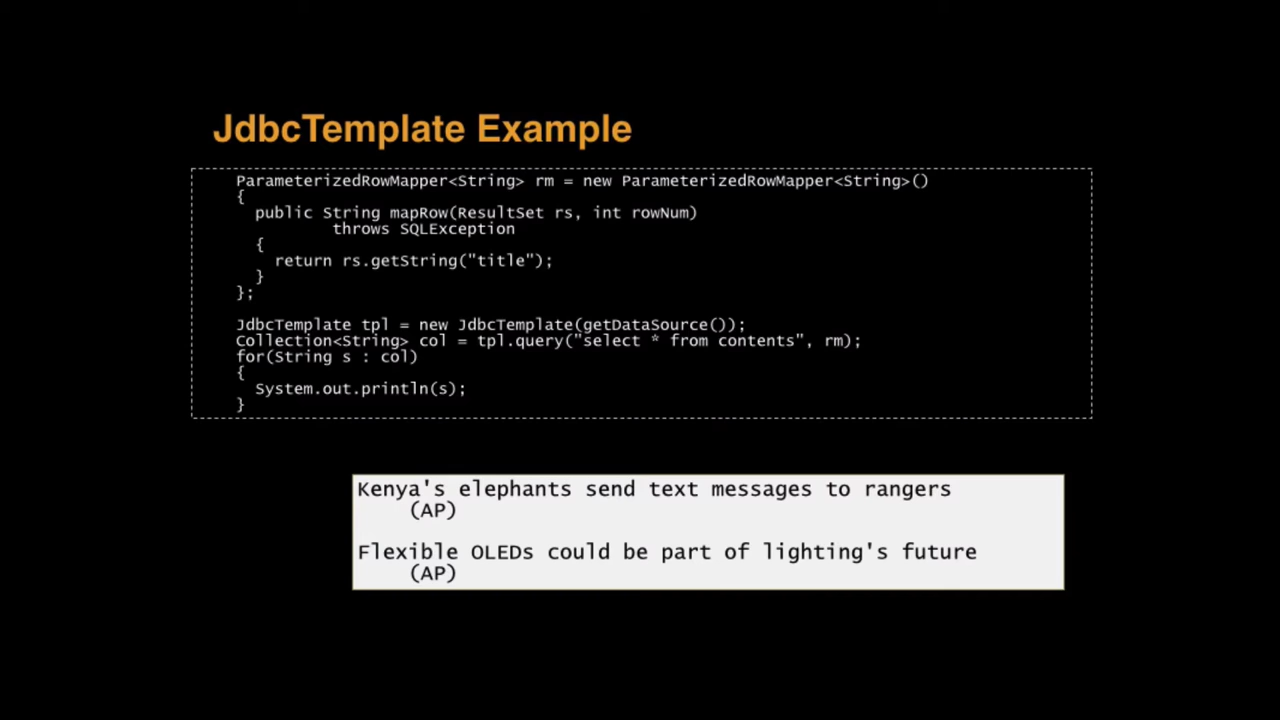 JdbcTemplate Example
ParameterizedRowMapper<String> rm = new ParameterizedRowMapper<String>()
{
public String mapRow(ResultSet rs, int rowNum)
throws SQLException
{
return rs.getString("title");
}
};
JdbcTemplate tpl = new JdbcTemplate(getDataSource());
Collection<String> col = tpl.query("select * from contents", rm);
for(String s : col)
{
System.out.println(s);
}
Kenya's elephants send text messages to rangers
(AP)
Flexible OLEDs could be part of lighting's future
(AP)